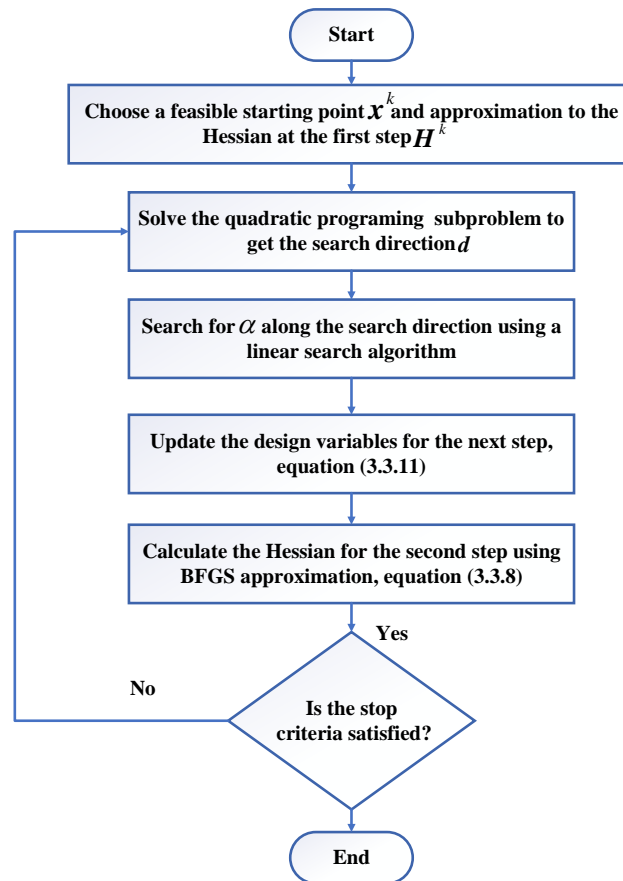 Start
Choose a feasible starting point x^k and approximation to the
Hessian at the first step H^k
Solve the quadratic programing subproblem to
get the search direction d
Search for α along the search direction using a
linear search algorithm
Update the design variables for the next step,
equation (3.3.11)
Calculate the Hessian for the second step using
BFGS approximation, equation (3.3.8)
Yes
No
Is the stop
criteria satisfied?
End